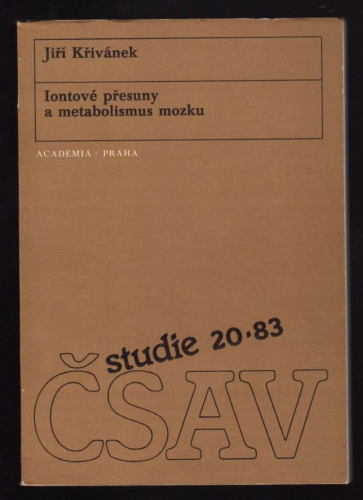 Jiří Křivánek
Iontové přesuny
a metabolismus mozku
ACADEMIA - PRAHA
studie 20·83
ČSAV